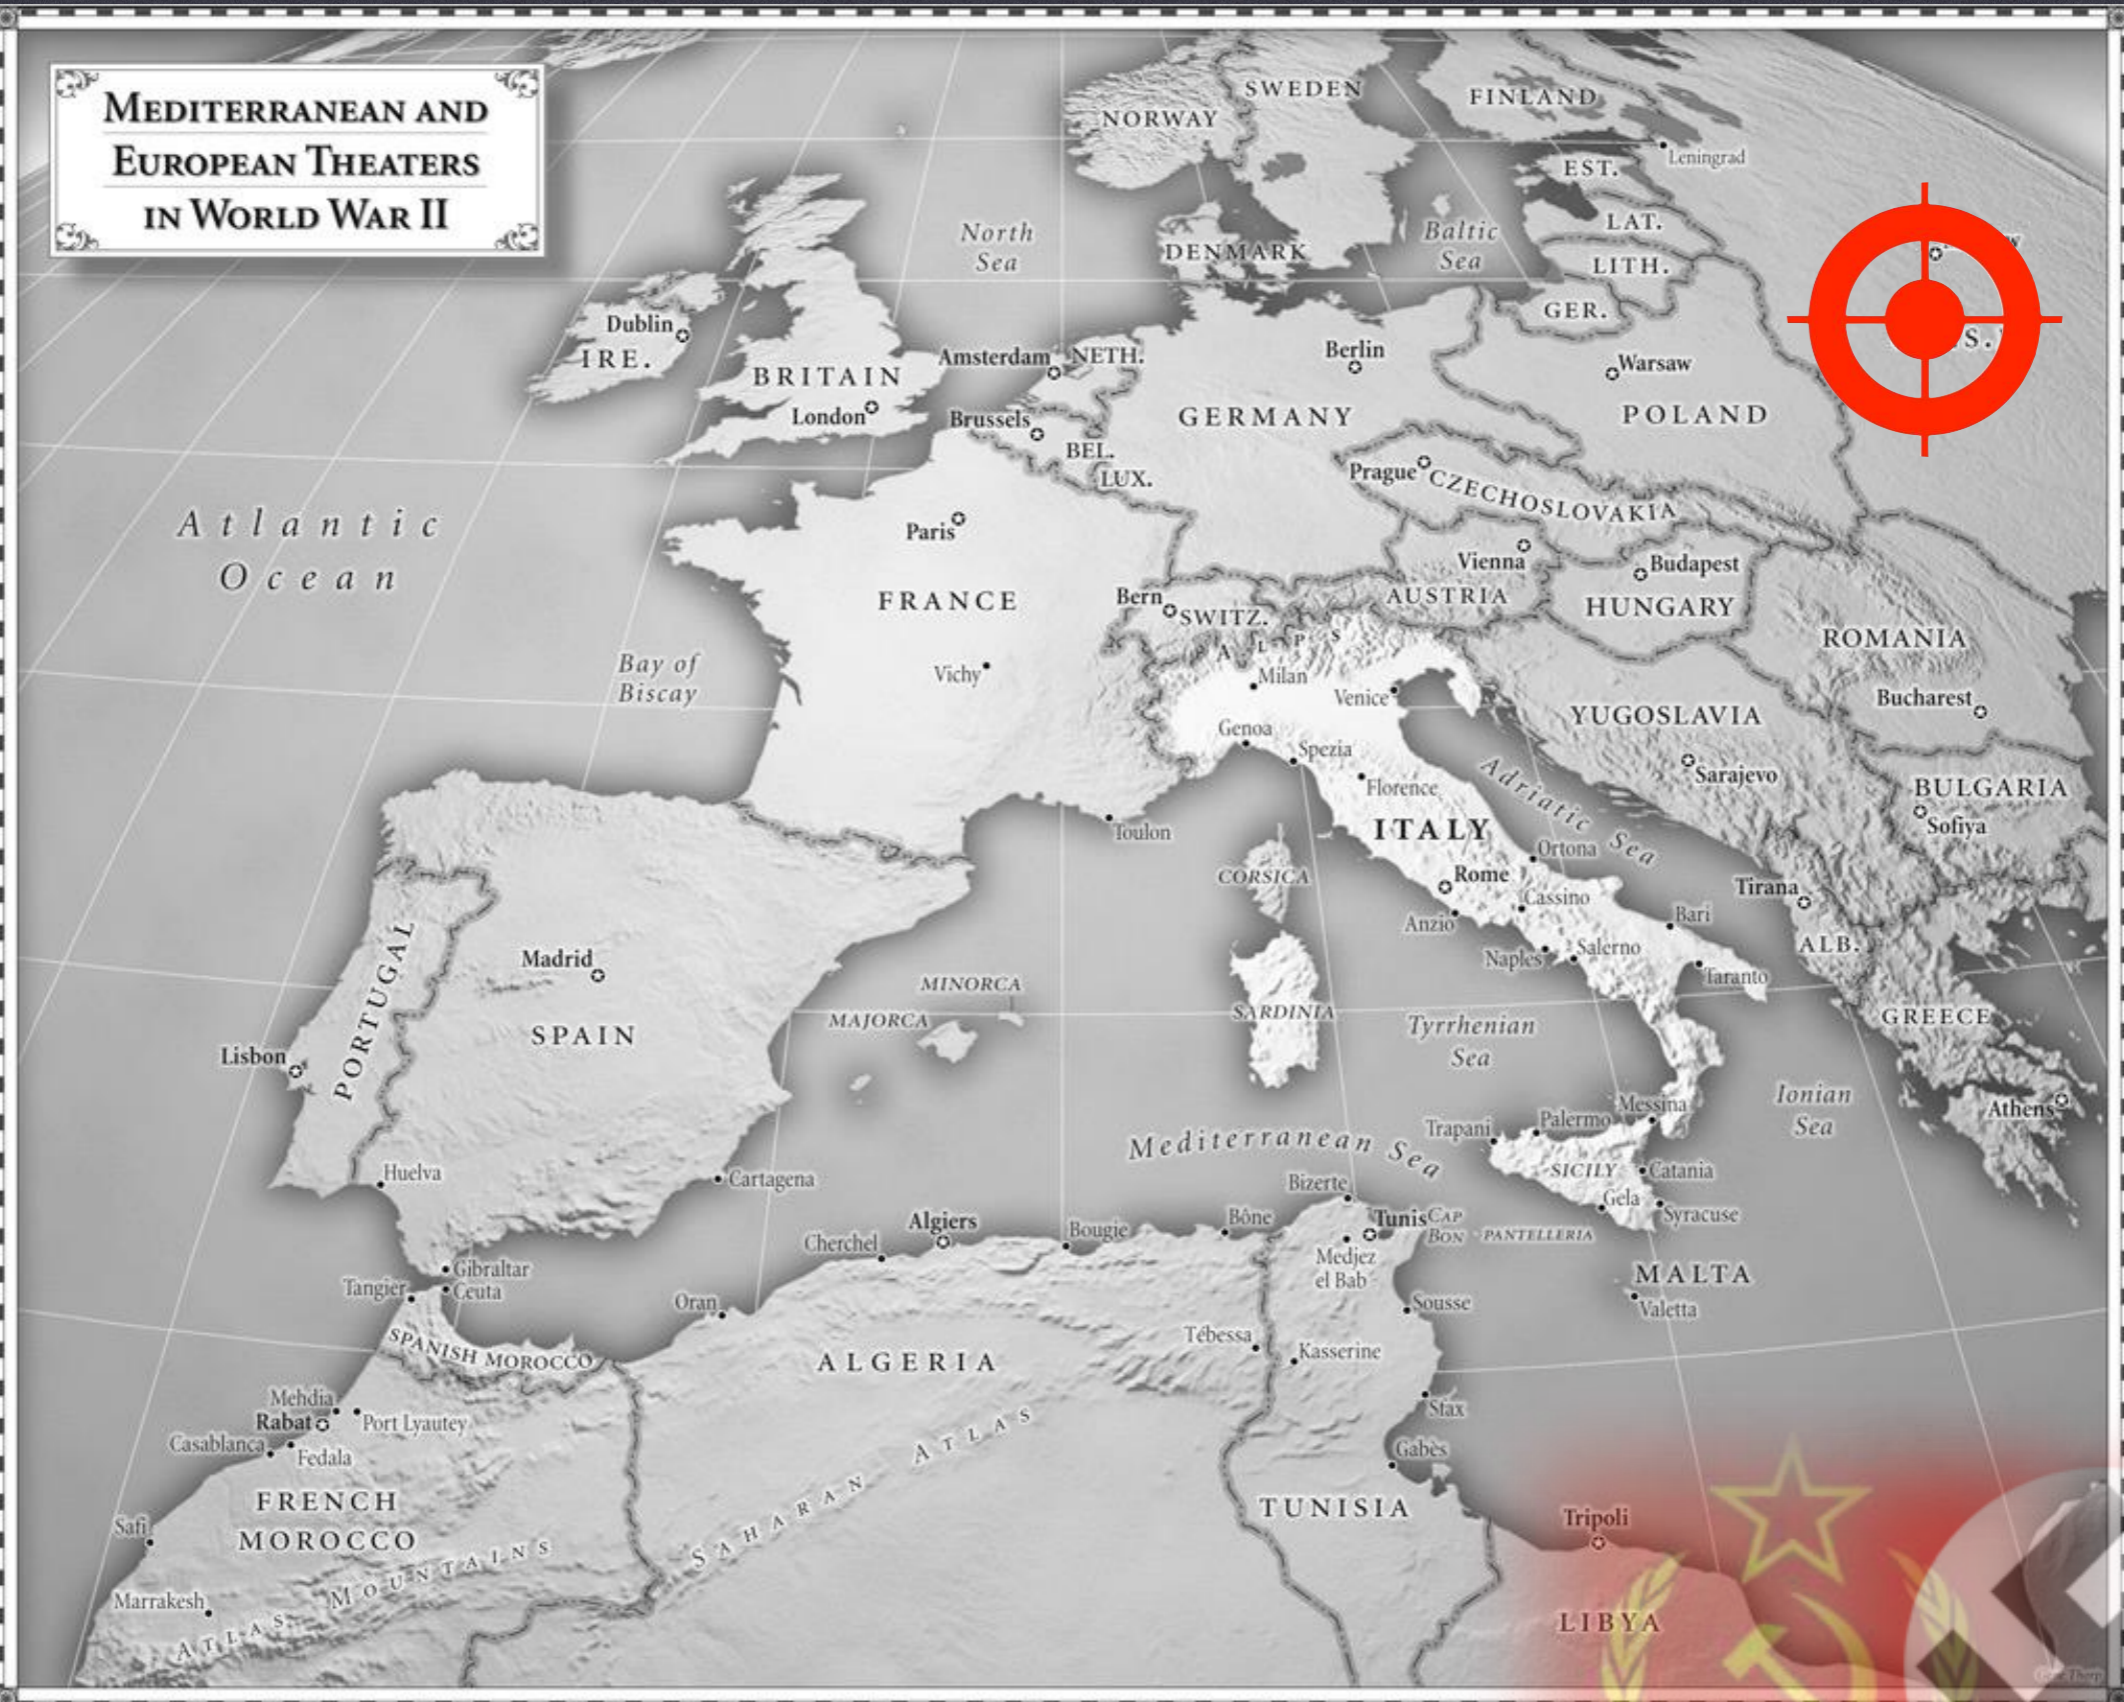 MEDITERRANEAN AND
EUROPEAN THEATERS
IN WORLD WAR II
SWEDEN
FINLAND
NORWAY
Leningrad
EST.
LAT.
North
Sea
Baltic
Sea
DENMARK
LITH.
GER.
Dublin
IRE.
Amsterdam
NETH.
Berlin
Warsaw
BRITAIN
London
Brussels
GERMANY
POLAND
BEL.
LUX.
Prague
CZECHOSLOVAKIA
Atlantic
Ocean
Paris
Vienna
Budapest
FRANCE
Bern
SWITZ.
AUSTRIA
HUNGARY
ALPS
ROMANIA
Bay of
Biscay
Vichy
Milan
Venice
Bucharest
YUGOSLAVIA
Genoa
Spezia
Florence
Adriatic Sea
Sarajevo
BULGARIA
Sofiya
Toulon
ITALY
Ortona
CORSICA
Rome
Cassino
Tirana
Anzio
Bari
PORTUGAL
Madrid
Naples
Salerno
ALB.
Taranto
MINORCA
MAJORCA
SARDINIA
SPAIN
Tyrrhenian
Sea
GREECE
Lisbon
Ionian
Sea
Athens
Messina
Palermo
Trapani
Mediterranean Sea
SICILY
Catania
Huelva
Cartagena
Bizerte
Gela
Syracuse
Algiers
Bougie
Bône
Tunis
CAP
BON
PANTELLERIA
Cherchel
Medjez
el Bab
Gibraltar
Ceuta
Tangier
MALTA
Valetta
Oran
Sousse
Tébessa
Kasserine
SPANISH MOROCCO
ALGERIA
Mehdia
Rabat
Port Lyautey
Casablanca
Fedala
Sfax
Gabès
SAHARAN ATLAS
FRENCH
MOROCCO
TUNISIA
Safi
Tripoli
Marrakesh
ATLAS MOUNTAINS
LIBYA